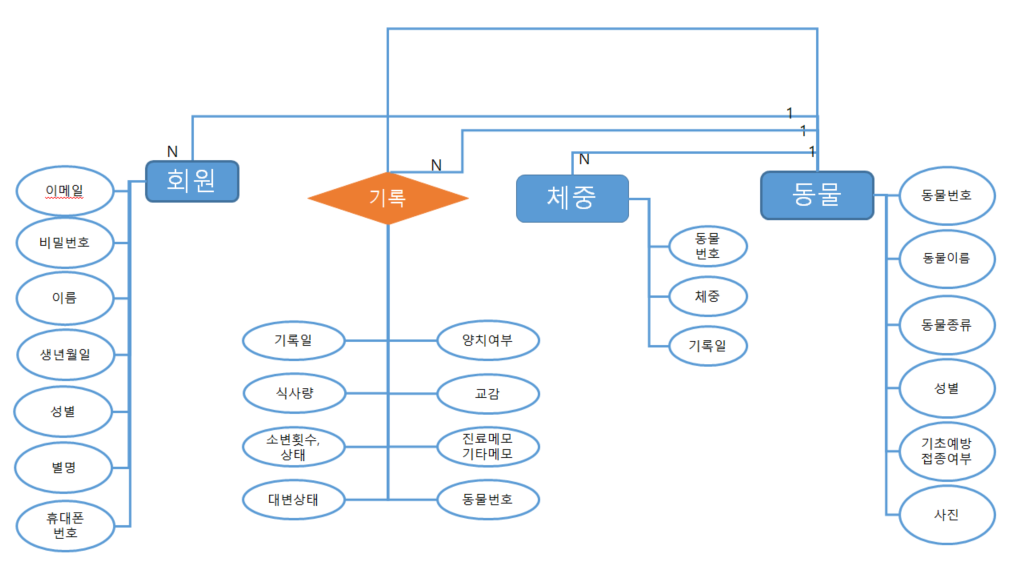 1
1
1
N
N
N
회원
기록
체중
동물
이메일
비밀번호
이름
생년월일
성별
별명
휴대폰
번호
기록일
식사량
소변횟수,
상태
대변상태
양치여부
교감
진료메모
기타메모
동물번호
동물
번호
체중
기록일
동물번호
동물이름
동물종류
성별
기초예방
접종여부
사진